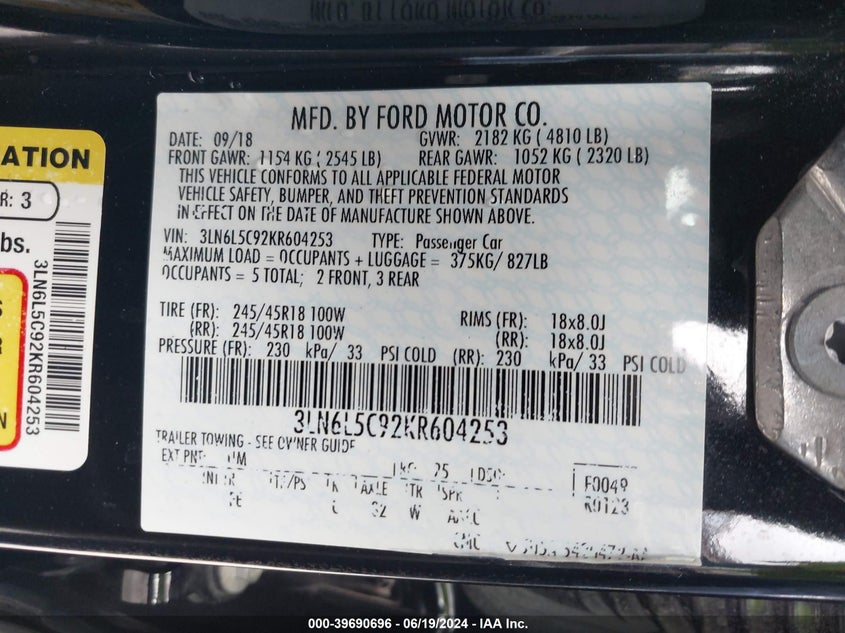 MFD. BY FORD MOTOR CO.
DATE: 09/18 GVWR: 2182 KG ( 4810 LB)
FRONT GAWR: 1154 KG ( 2545 LB) REAR GAWR: 1052 KG ( 2320 LB)
THIS VEHICLE CONFORMS TO ALL APPLICABLE FEDERAL MOTOR
VEHICLE SAFETY, BUMPER, AND THEFT PREVENTION STANDARDS
IN EFFECT ON THE DATE OF MANUFACTURE SHOWN ABOVE.
VIN: 3LN6L5C92KR604253 TYPE: Passenger Car
MAXIMUM LOAD = OCCUPANTS + LUGGAGE = 375KG/ 827LB
OCCUPANTS = 5 TOTAL; 2 FRONT, 3 REAR
TIRE (FR): 245/45R18 100W RIMS (FR): 18x8.0J
(RR): 245/45R18 100W (RR): 18x8.0J
PRESSURE (FR): 230 kPa/ 33 PSI COLD (RR): 230 kPa/ 33 PSI COLD
3LN6L5C92KR604253
TRAILER TOWING - SEE OWNER GUIDE
EXT PNT:
F0049
R0123
ATION
R: 3
bs.
3LN6L5C92KR604253
N
000-39690696 - 06/19/2024 - IAA Inc.